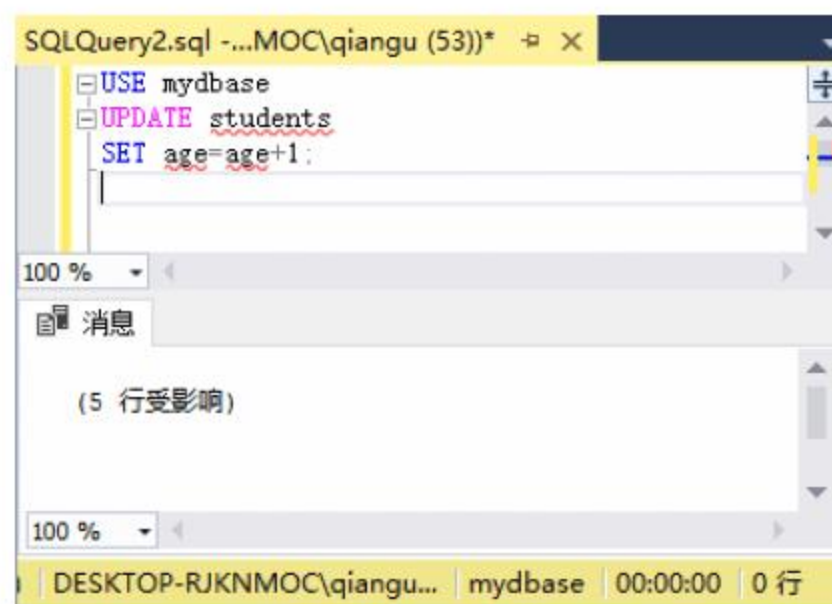 SQLQuery2.sql -...MOC\qiangu (53))*
USE mydbase
UPDATE students
SET age=age+1;
100 %
消息
(5 行受影响)
100 %
DESKTOP-RJKNMOC\qiangu... mydbase 00:00:00 0 行